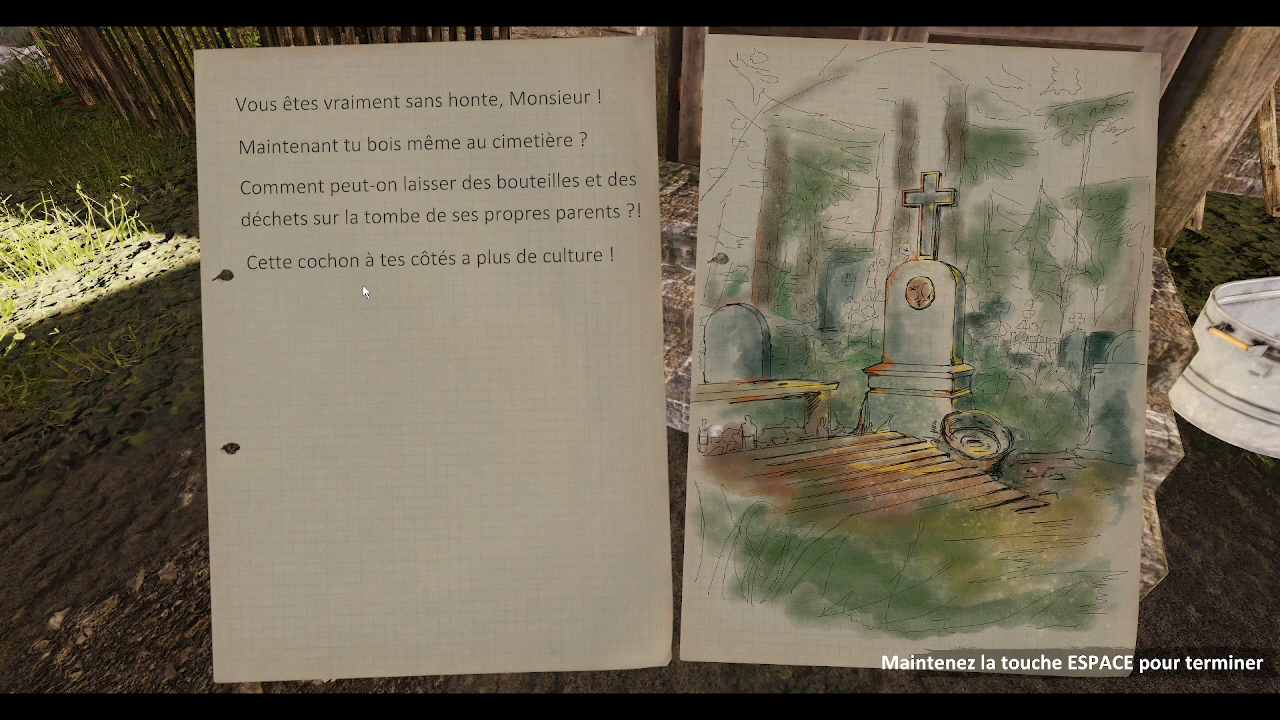 Vous êtes vraiment sans honte, Monsieur !
Maintenant tu bois même au cimetière ?
Comment peut-on laisser des bouteilles et des
déchets sur la tombe de ses propres parents ?!
Cette cochon à tes côtés a plus de culture !
Maintenez la touche ESPACE pour terminer